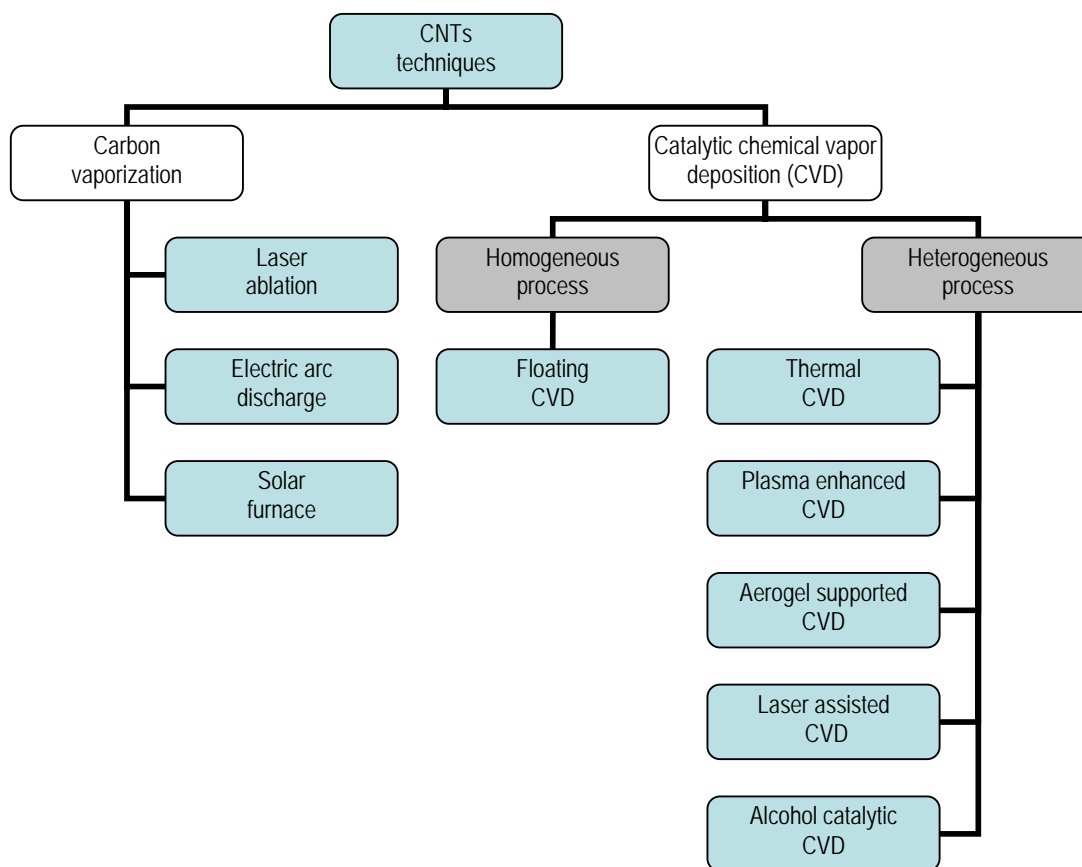 CNTs
techniques
Carbon
vaporization
Catalytic chemical vapor
deposition (CVD)
Laser
ablation
Electric arc
discharge
Solar
furnace
Homogeneous
process
Floating
CVD
Heterogeneous
process
Thermal
CVD
Plasma enhanced
CVD
Aerogel supported
CVD
Laser assisted
CVD
Alcohol catalytic
CVD